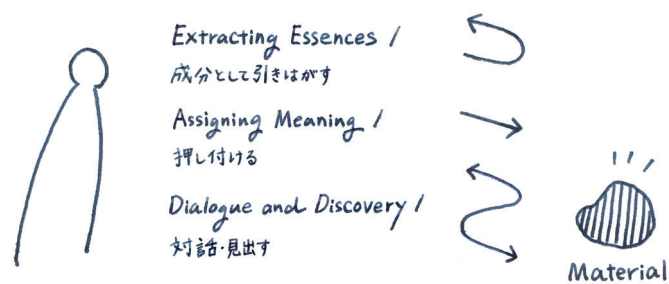 Extracting Essences /
成分として引きはがす
Assigning Meaning /
押し付ける
Dialogue and Discovery /
対話・見出す
Material